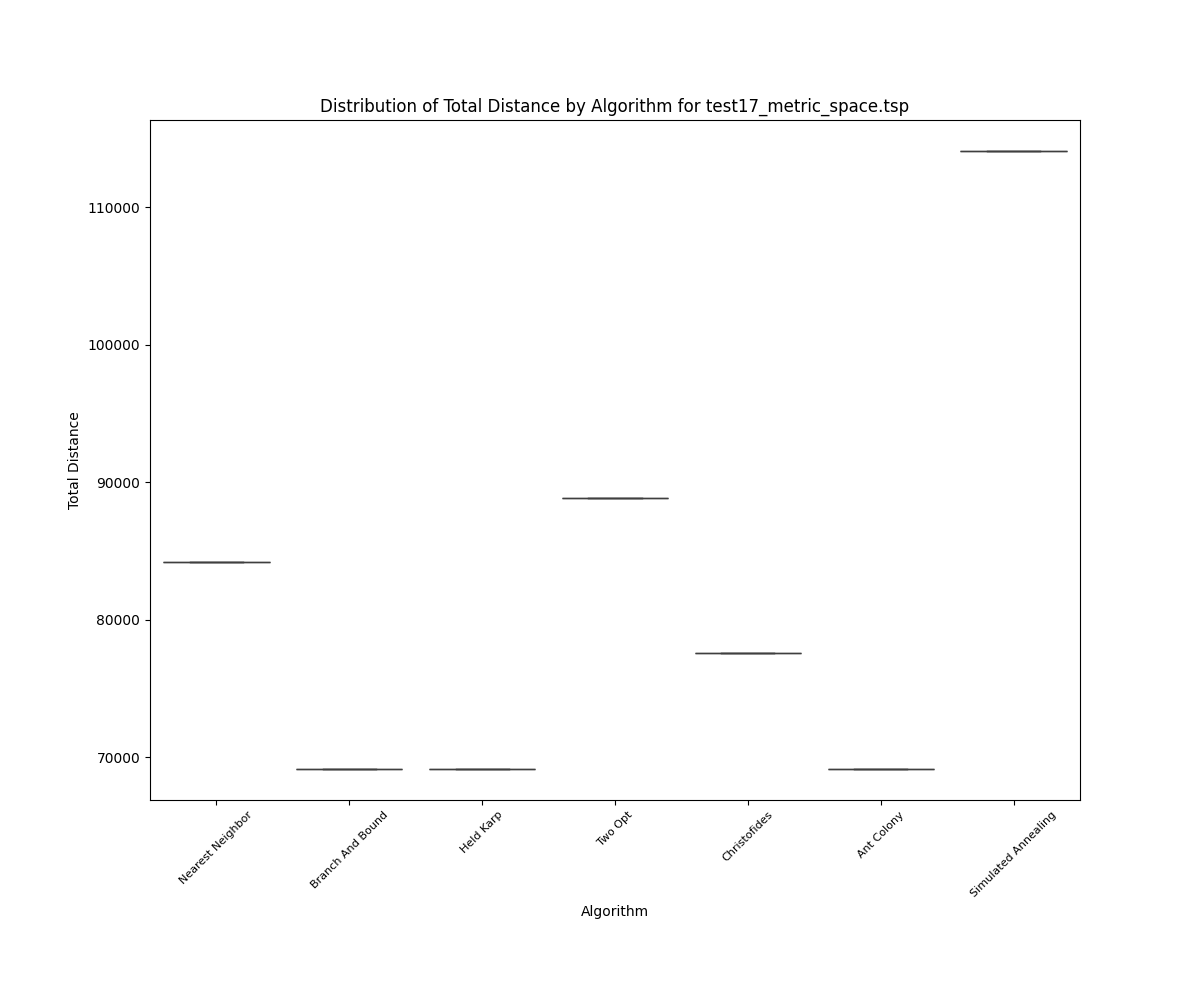 Distribution of Total Distance by Algorithm for test17_metric_space.tsp
110000
100000
90000
80000
70000
Total Distance
Nearest Neighbor
Branch And Bound
Held Karp
Two Opt
Christofides
Ant Colony
Simulated Annealing
Algorithm